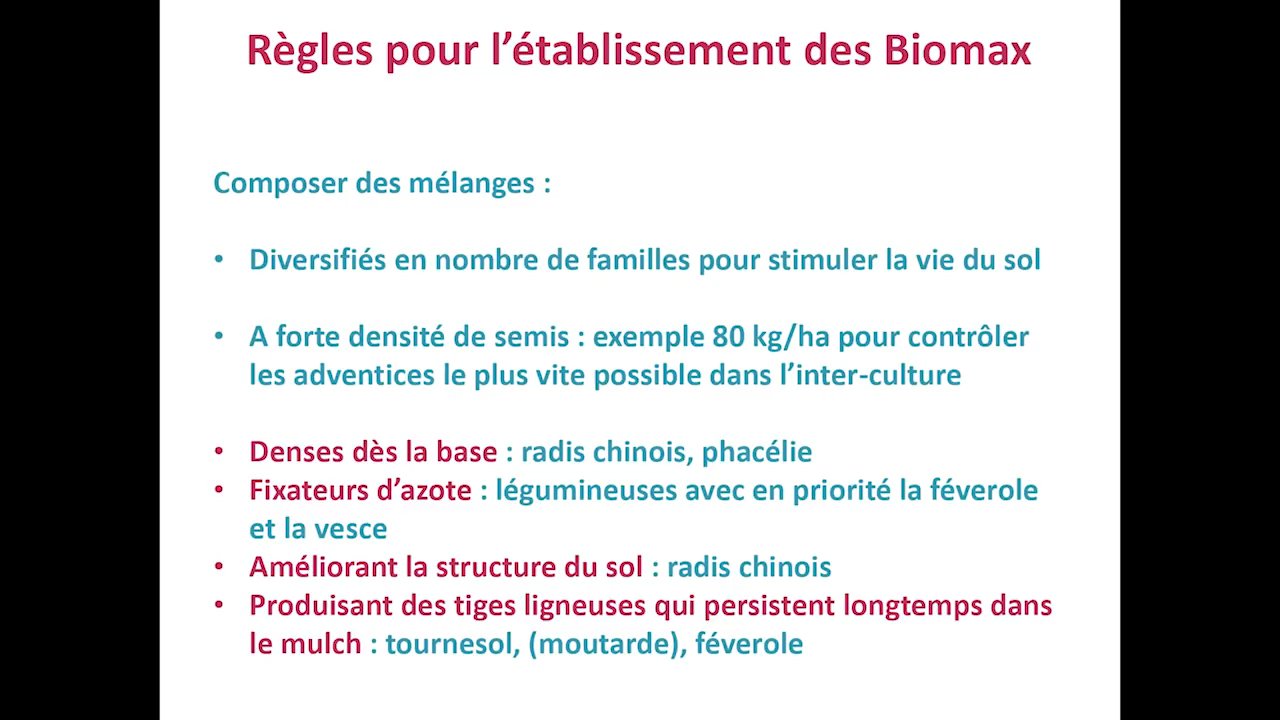 Règles pour l’établissement des Biomax
Composer des mélanges :
• Diversifiés en nombre de familles pour stimuler la vie du sol
• A forte densité de semis : exemple 80 kg/ha pour contrôler
les adventices le plus vite possible dans l’inter-culture
• Denses dès la base : radis chinois, phacélie
• Fixateurs d’azote : légumineuses avec en priorité la féverole
et la vesce
• Améliorant la structure du sol : radis chinois
• Produisant des tiges ligneuses qui persistent longtemps dans
le mulch : tournesol, (moutarde), féverole